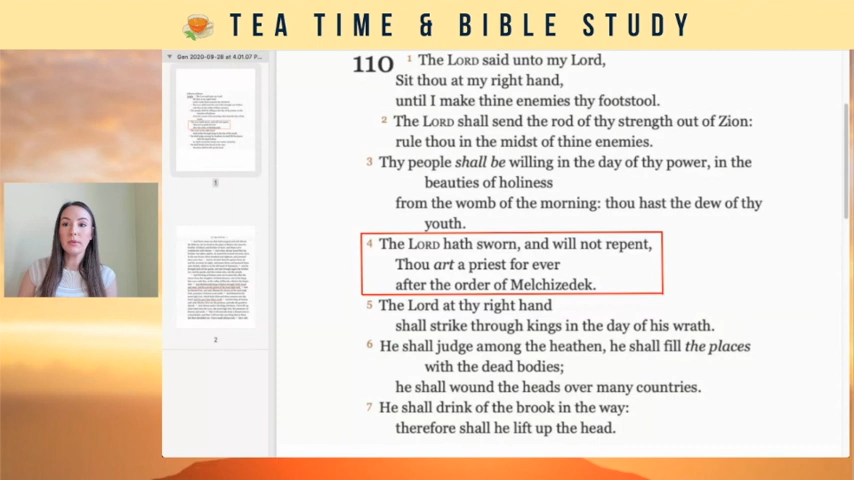 TEA TIME & BIBLE STUDY
Gen 2020-09-28 at 4.01.07 P...
1
2
110 1 The LORD said unto my Lord,
Sit thou at my right hand,
until I make thine enemies thy footstool.
2 The LORD shall send the rod of thy strength out of Zion:
rule thou in the midst of thine enemies.
3 Thy people shall be willing in the day of thy power, in the
beauties of holiness
from the womb of the morning: thou hast the dew of thy
youth.
4 The LORD hath sworn, and will not repent,
Thou art a priest for ever
after the order of Melchizedek.
5 The Lord at thy right hand
shall strike through kings in the day of his wrath.
6 He shall judge among the heathen, he shall fill the places
with the dead bodies;
he shall wound the heads over many countries.
7 He shall drink of the brook in the way:
therefore shall he lift up the head.